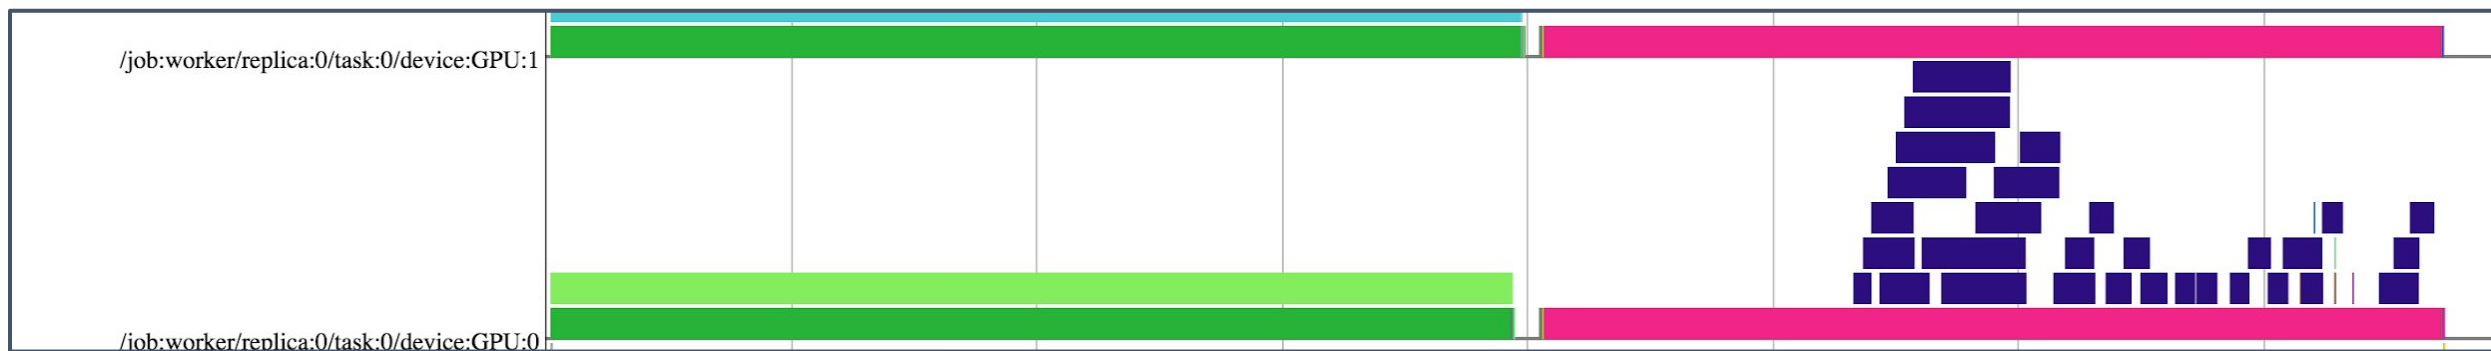 /job:worker/replica:0/task:0/device:GPU:1
/job:worker/replica:0/task:0/device:GPU:0